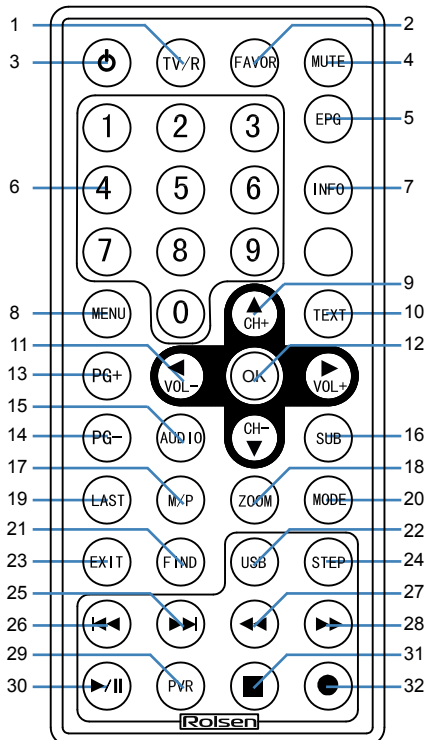 1 2
3 TV/R FAVOR MUTE 4
EPG 5
1 2 3
6 4 5 6 INFO 7
7 8 9
9
8 MENU 0 CH+ TEXT 10
11 12
13 PG+ VOL- OK VOL+
15
14 PG- AUDIO CH- SUB 16
17 18
19 LAST M/P ZOOM MODE 20
21 22
23 EXIT FIND USB STEP 24
25 27
26 28
29 31
30 PVR 32
Rolsen